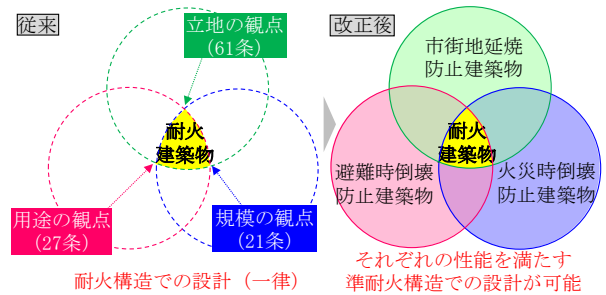 従来
立地の観点
(61条)
耐火
建築物
用途の観点
(27条)
規模の観点
(21条)
耐火構造での設計（一律）
改正後
市街地延焼
防止建築物
耐火
建築物
避難時倒壊
防止建築物
火災時倒壊
防止建築物
それぞれの性能を満たす
準耐火構造での設計が可能